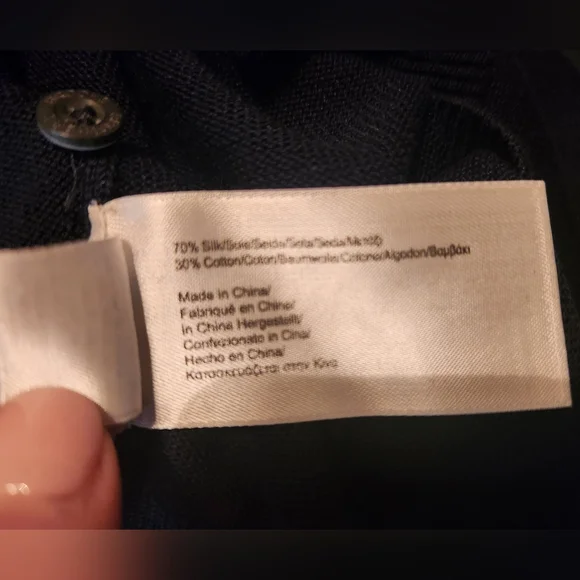 70% Silk/Soie/Seide/Seta/Seda/Μετάξι
30% Cotton/Coton/Baumwolle/Cotone/Algodon/Βαμβάκι
Made in China/
Fabriqué en Chine/
In China Hergestellt/
Confezionato in Cina/
Hecho en China/
Κατασκευάζεται στην Κίνα